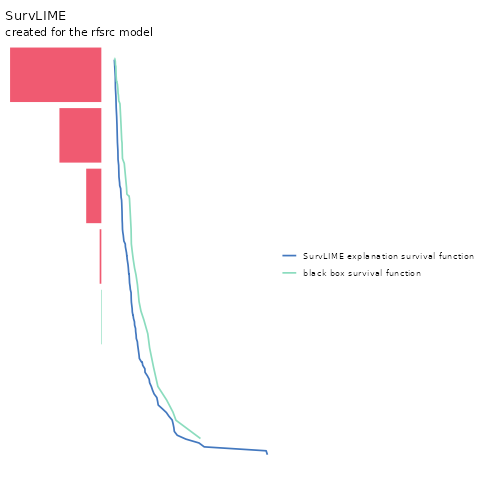 SurvLIME
created for the rfsrc model
SurvLIME explanation survival function
black box survival function